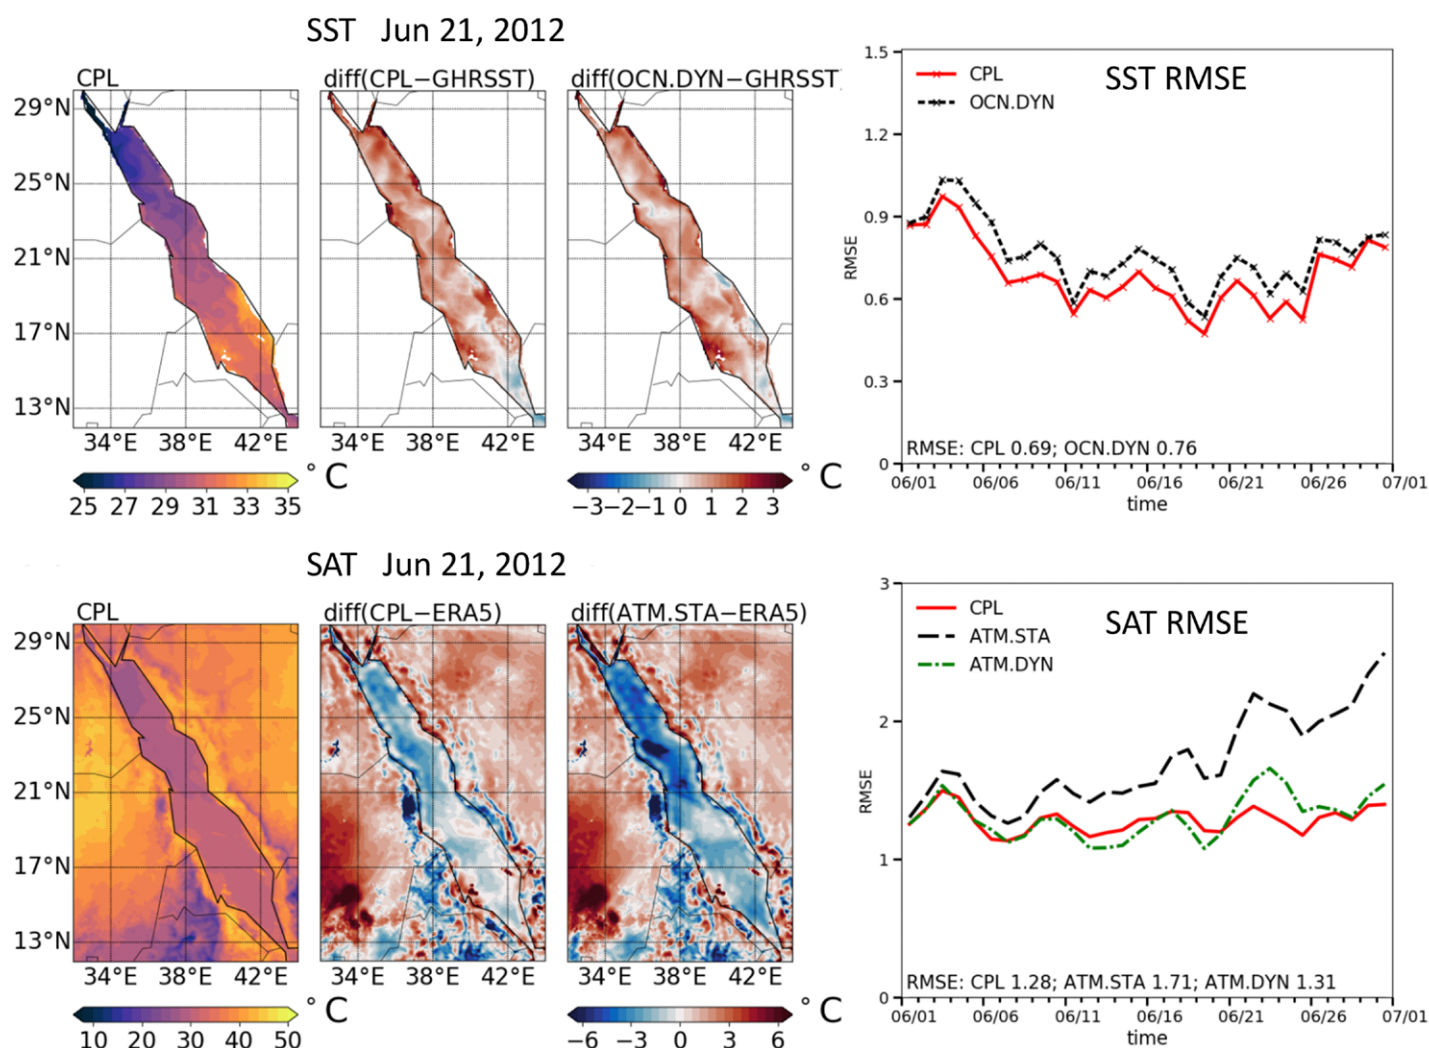 SST Jun 21, 2012
CPL diff(CPL−GHRSST) diff(OCN.DYN−GHRSST
29°N
25°N
21°N
17°N
13°N
34°E 38°E 42°E 34°E 38°E 42°E 34°E 38°E 42°E
° C ° C
25 27 29 31 33 35 −3 −2 −1 0 1 2 3
SST RMSE
CPL
OCN.DYN
1.5
1.2
0.9
0.6
0.3
0
RMSE
RMSE: CPL 0.69; OCN.DYN 0.76
06/01 06/06 06/11 06/16 06/21 06/26 07/01
time
SAT Jun 21, 2012
CPL diff(CPL−ERA5) diff(ATM.STA−ERA5)
29°N
25°N
21°N
17°N
13°N
34°E 38°E 42°E 34°E 38°E 42°E 34°E 38°E 42°E
° C ° C
10 20 30 40 50 −6 −3 0 3 6
SAT RMSE
CPL
ATM.STA
ATM.DYN
3
2
1
0
RMSE
RMSE: CPL 1.28; ATM.STA 1.71; ATM.DYN 1.31
06/01 06/06 06/11 06/16 06/21 06/26 07/01
time